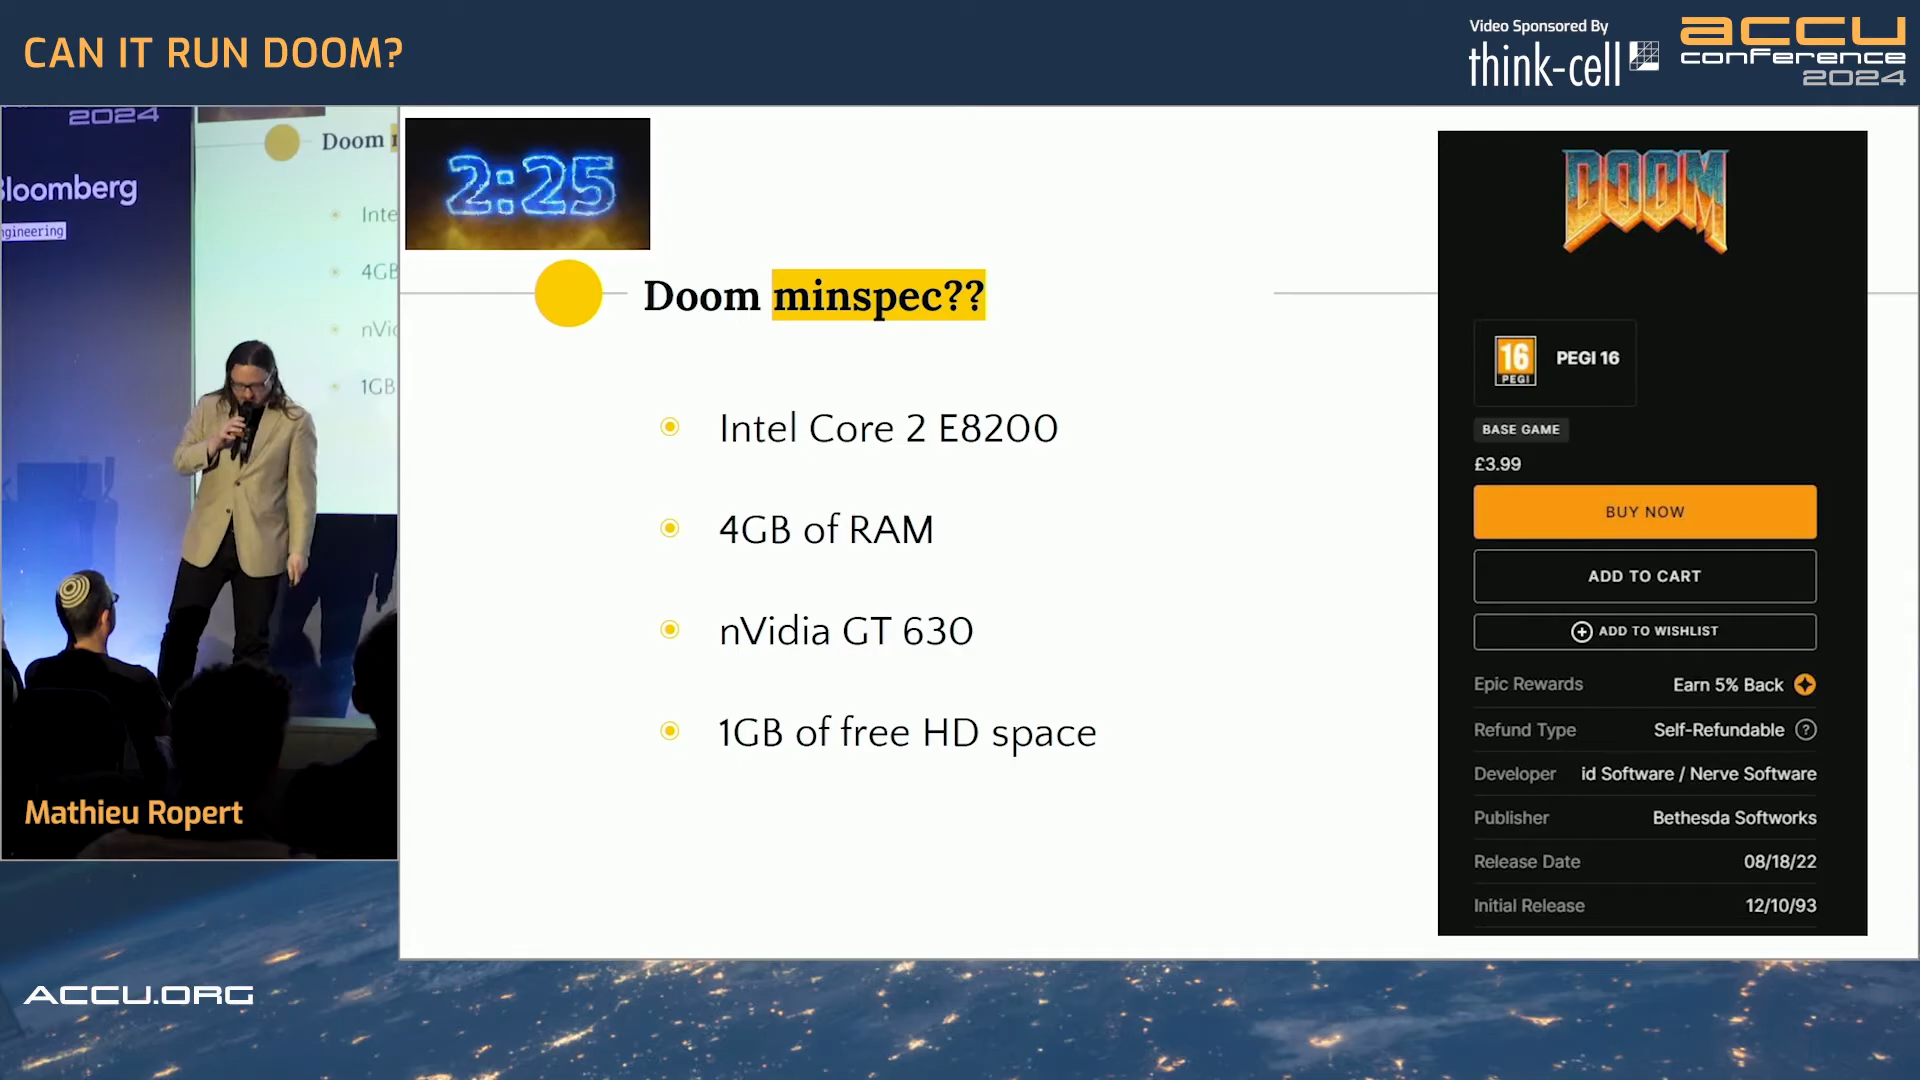 CAN IT RUN DOOM?
Video Sponsored By
think-cell
accu
conference
2024
2024
Bloomberg
ngineering
Doom
Inte
4GB
nVid
1GB
Mathieu Ropert
2:25
Doom minspec??
Intel Core 2 E8200
4GB of RAM
nVidia GT 630
1GB of free HD space
DOOM
16
PEGI
PEGI 16
BASE GAME
£3.99
BUY NOW
ADD TO CART
ADD TO WISHLIST
Epic Rewards Earn 5% Back
Refund Type Self-Refundable ?
Developer id Software / Nerve Software
Publisher Bethesda Softworks
Release Date 08/18/22
Initial Release 12/10/93
ACCU.ORG